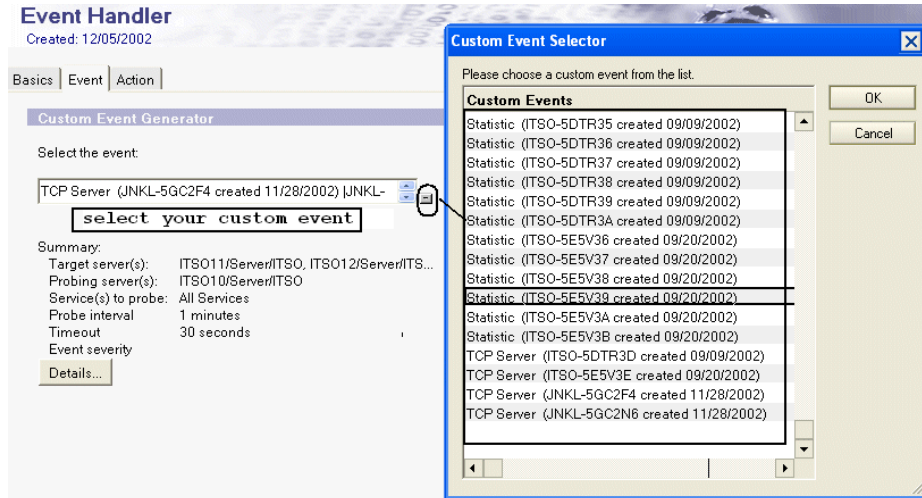 Event Handler
Created: 12/05/2002
Basics
Event
Action
Custom Event Generator
Select the event:
TCP Server (JNKL-5GC2F4 created 11/28/2002) |JNKL-
select your custom event
Summary:
Target server(s): ITSO11/Server/ITSO, ITSO12/Server/ITS...
Probing server(s): ITSO10/Server/ITSO
Service(s) to probe: All Services
Probe interval 1 minutes
Timeout 30 seconds
Event severity
Details...
Custom Event Selector
Please choose a custom event from the list.
Custom Events
Statistic (ITSO-5DTR35 created 09/09/2002)
Statistic (ITSO-5DTR36 created 09/09/2002)
Statistic (ITSO-5DTR37 created 09/09/2002)
Statistic (ITSO-5DTR38 created 09/09/2002)
Statistic (ITSO-5DTR39 created 09/09/2002)
Statistic (ITSO-5DTR3A created 09/09/2002)
Statistic (ITSO-5E5V36 created 09/20/2002)
Statistic (ITSO-5E5V37 created 09/20/2002)
Statistic (ITSO-5E5V38 created 09/20/2002)
Statistic (ITSO-5E5V39 created 09/20/2002)
Statistic (ITSO-5E5V3A created 09/20/2002)
Statistic (ITSO-5E5V3B created 09/20/2002)
TCP Server (ITSO-5DTR3D created 09/09/2002)
TCP Server (ITSO-5E5V3E created 09/20/2002)
TCP Server (JNKL-5GC2F4 created 11/28/2002)
TCP Server (JNKL-5GC2N6 created 11/28/2002)
OK
Cancel